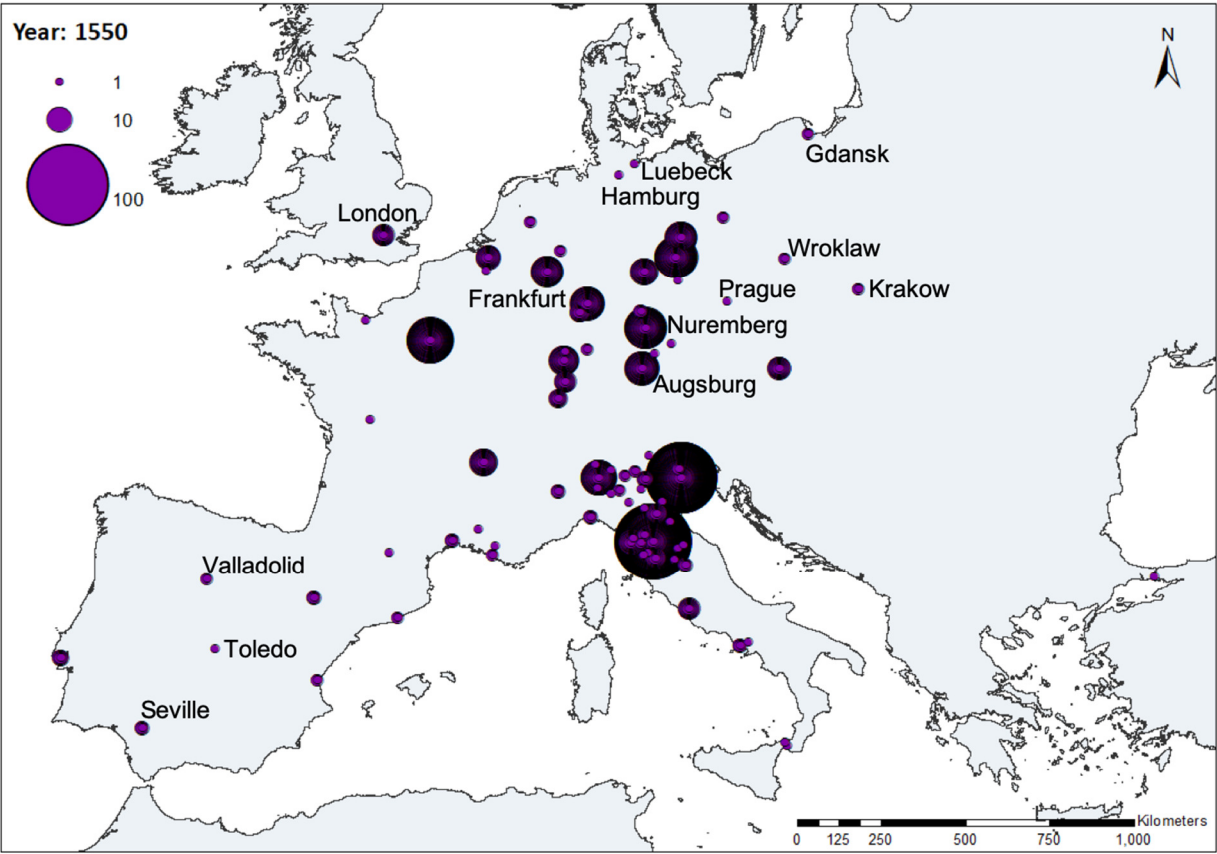 Year: 1550
1
10
100
N
Gdansk
Luebeck
Hamburg
London
Wroklaw
Prague
Krakow
Frankfurt
Nuremberg
Augsburg
Valladolid
Toledo
Seville
Kilometers
0 125 250 500 750 1,000